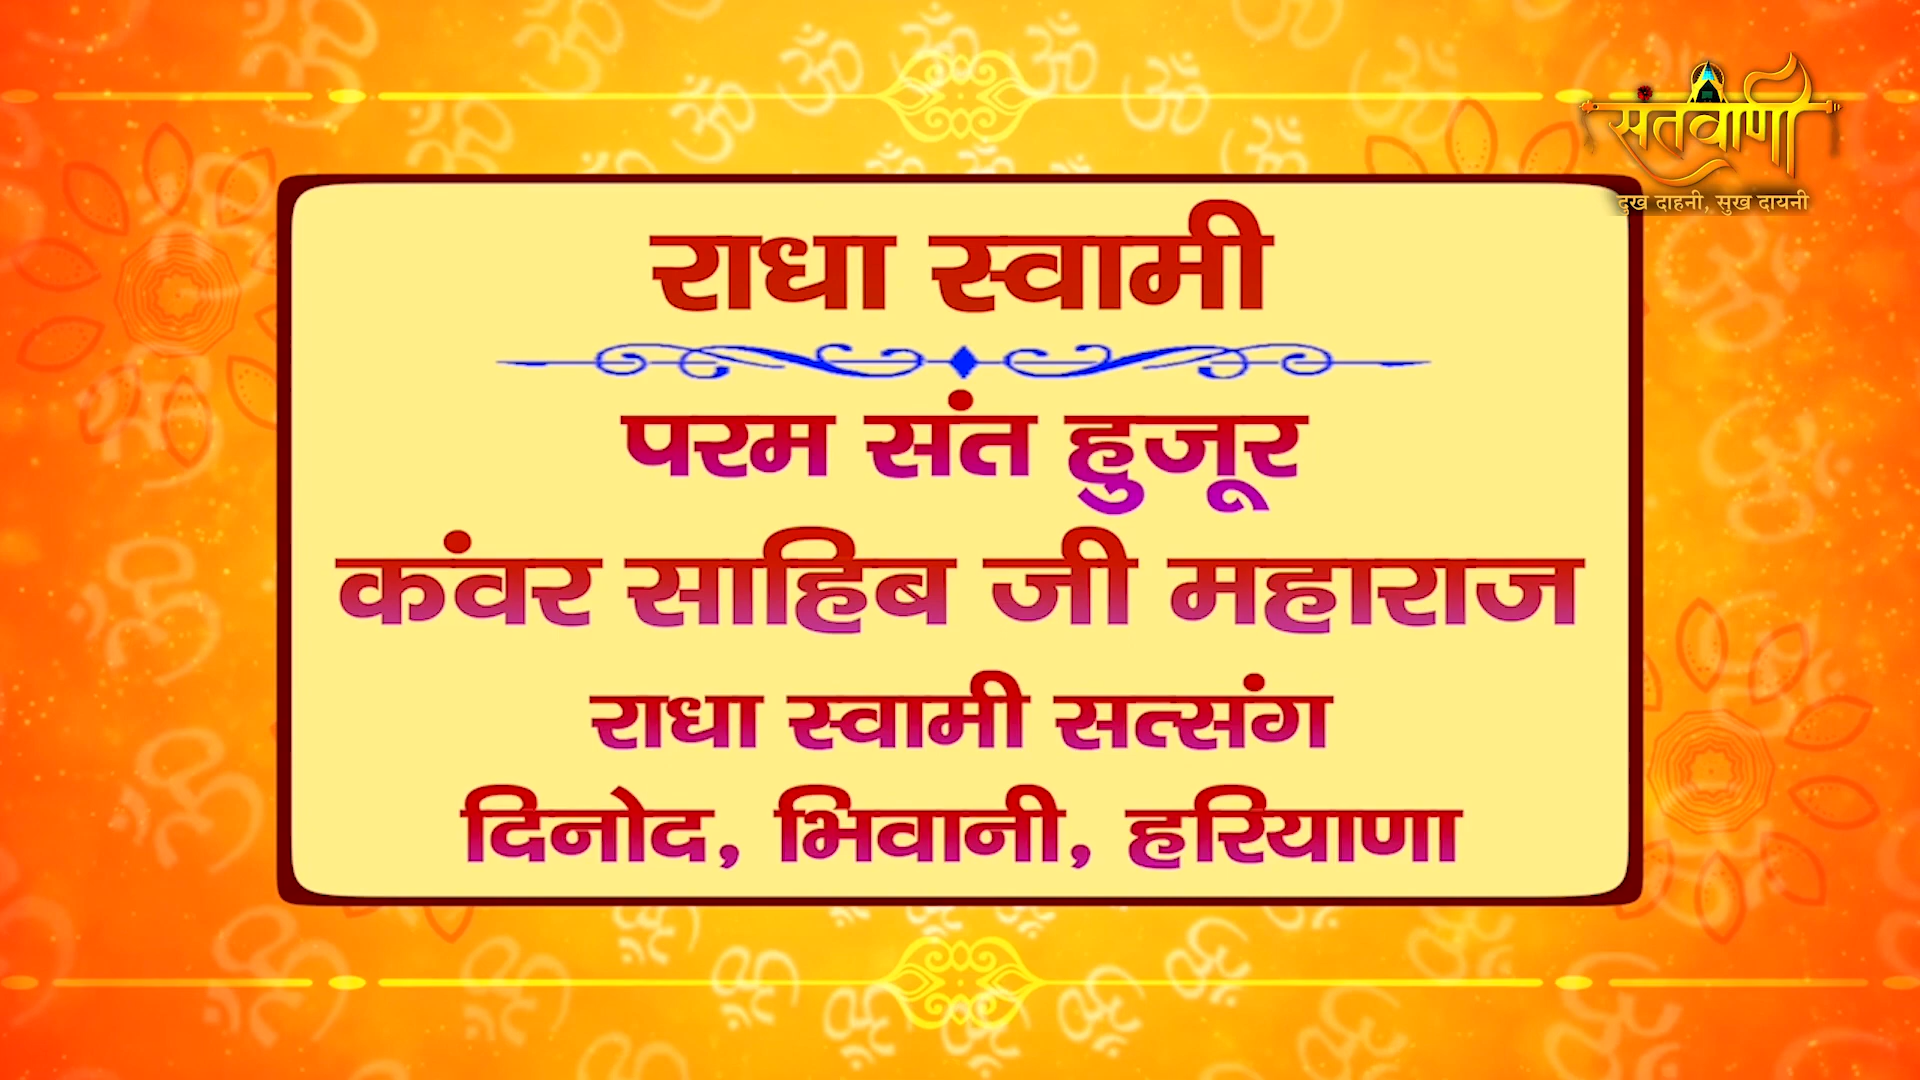 संतवाणी
दुख दाहनी, सुख दायनी
राधा स्वामी
परम संत हुजूर
कंवर साहिब जी महाराज
राधा स्वामी सत्संग
दिनोद, भिवानी, हरियाणा